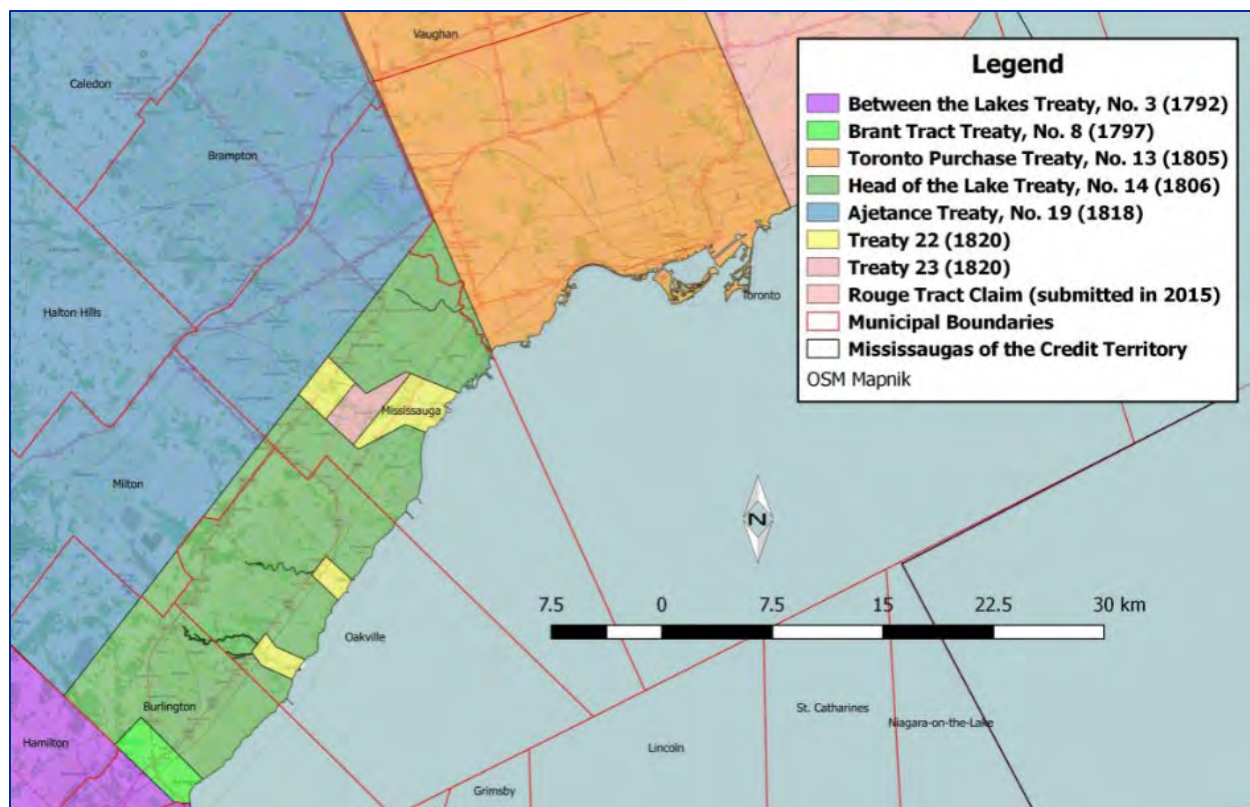 Vaughan
Caledon
Brampton
Halton Hills
Toronto
Mississauga
Milton
Oakville
Burlington
Hamilton
St. Catharines
Niagara-on-the-Lake
Lincoln
Grimsby
Legend
Between the Lakes Treaty, No. 3 (1792)
Brant Tract Treaty, No. 8 (1797)
Toronto Purchase Treaty, No. 13 (1805)
Head of the Lake Treaty, No. 14 (1806)
Ajetance Treaty, No. 19 (1818)
Treaty 22 (1820)
Treaty 23 (1820)
Rouge Tract Claim (submitted in 2015)
Municipal Boundaries
Mississaugas of the Credit Territory
OSM Mapnik
N
7.5 0 7.5 15 22.5 30 km